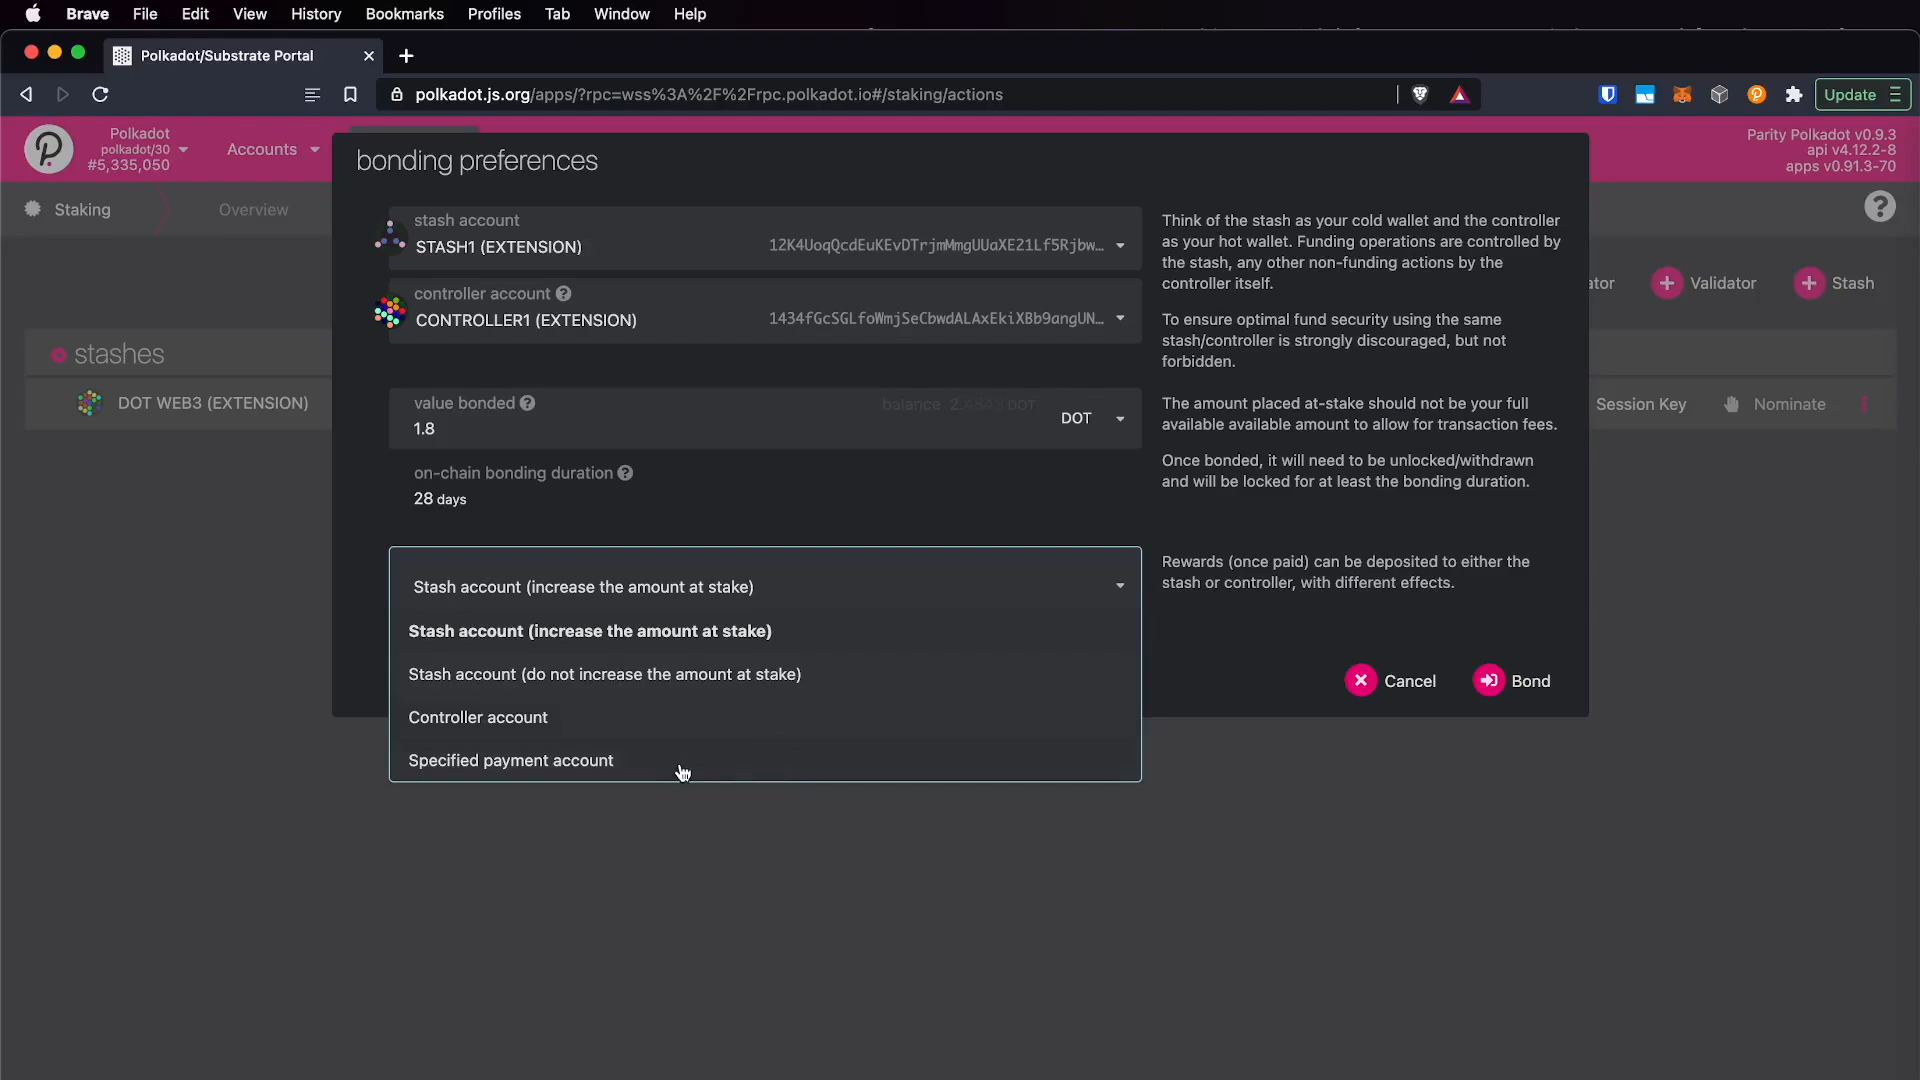 Brave File Edit View History Bookmarks Profiles Tab Window Help
Polkadot/Substrate Portal
polkadot.js.org/apps/?rpc=wss%3A%2F%2Frpc.polkadot.io#/staking/actions
Update
Polkadot
polkadot/30
#5,335,050
Accounts
Parity Polkadot v0.9.3
api v4.12.2-8
apps v0.91.3-70
Staking
Overview
bonding preferences
stash account
STASH1 (EXTENSION)
12K4UoqQcdEuKEvDTrjmMmgUUaXE21Lf5Rjbw…
controller account
CONTROLLER1 (EXTENSION)
1434fGcSGLfoWmjSeCbwdALAxEkiXBb9angUN…
Think of the stash as your cold wallet and the controller
as your hot wallet. Funding operations are controlled by
the stash, any other non-funding actions by the
controller itself.
To ensure optimal fund security using the same
stash/controller is strongly discouraged, but not
forbidden.
ator
Validator
Stash
stashes
DOT WEB3 (EXTENSION)
value bonded
balance
DOT
1.8
DOT
The amount placed at-stake should not be your full
available available amount to allow for transaction fees.
Once bonded, it will need to be unlocked/withdrawn
and will be locked for at least the bonding duration.
Session Key
Nominate
on-chain bonding duration
28 days
Stash account (increase the amount at stake)
Stash account (increase the amount at stake)
Stash account (do not increase the amount at stake)
Controller account
Specified payment account
Rewards (once paid) can be deposited to either the
stash or controller, with different effects.
Cancel
Bond